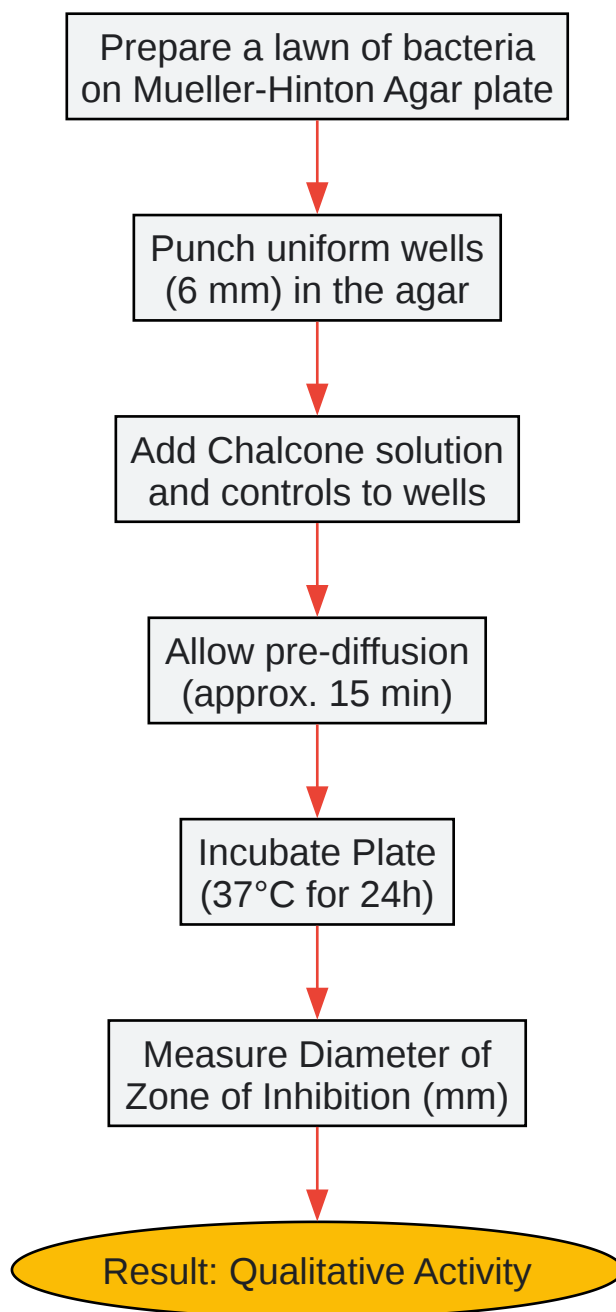 Prepare a lawn of bacteria
on Mueller-Hinton Agar plate
Punch uniform wells
(6 mm) in the agar
Add Chalcone solution
and controls to wells
Allow pre-diffusion
(approx. 15 min)
Incubate Plate
(37°C for 24h)
Measure Diameter of
Zone of Inhibition (mm)
Result: Qualitative Activity